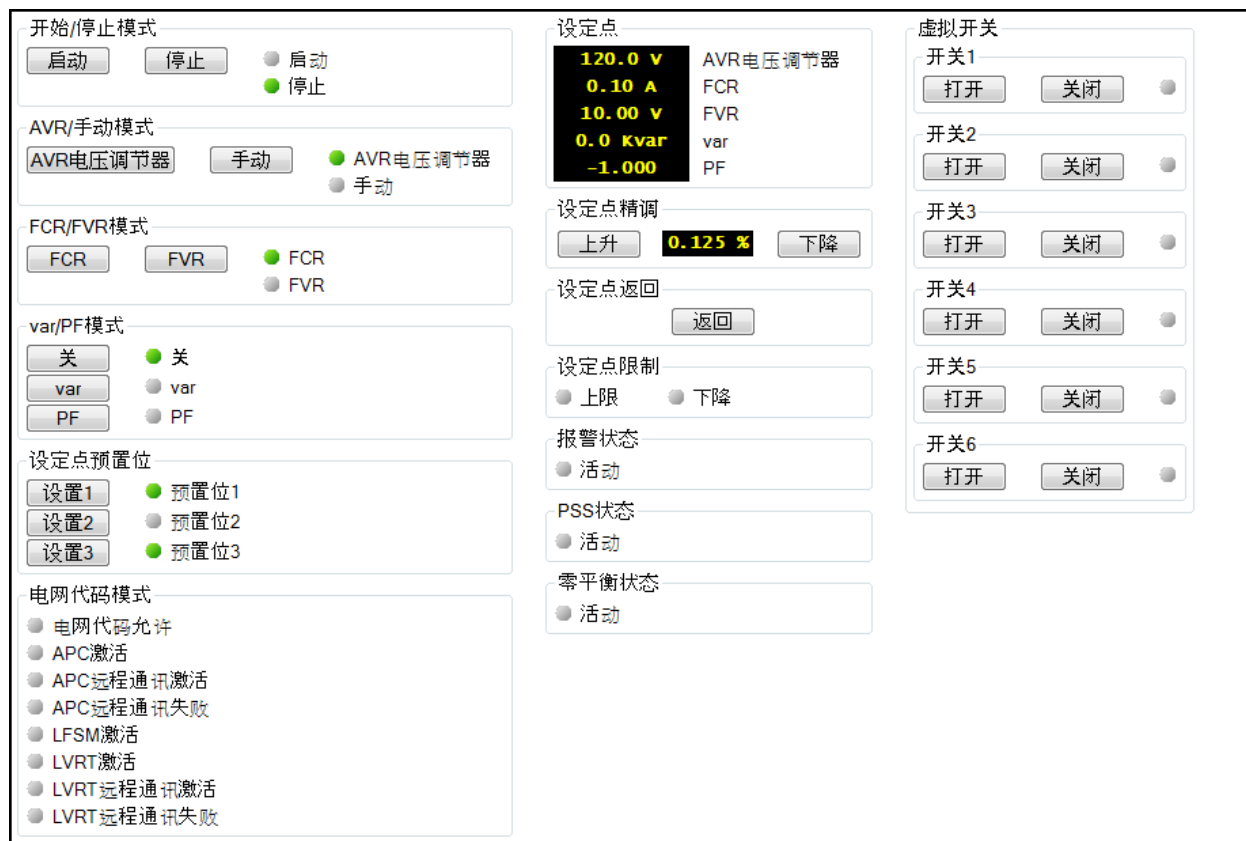 开始/停止模式
启动 停止 启动
停止
AVR/手动模式
AVR电压调节器 手动 AVR电压调节器
手动
FCR/FVR模式
FCR FVR FCR
FVR
var/PF模式
关 关
var var
PF PF
设定点预置位
设置1 预置位1
设置2 预置位2
设置3 预置位3
电网代码模式
电网代码允许
APC激活
APC远程通讯激活
APC远程通讯失败
LFSM激活
LVRT激活
LVRT远程通讯激活
LVRT远程通讯失败
设定点
120.0 V AVR电压调节器
0.10 A FCR
10.00 V FVR
0.0 Kvar var
-1.000 PF
设定点精调
上升 0.125 % 下降
设定点返回
返回
设定点限制
上限 下降
报警状态
活动
PSS状态
活动
零平衡状态
活动
虚拟开关
开关1
打开 关闭
开关2
打开 关闭
开关3
打开 关闭
开关4
打开 关闭
开关5
打开 关闭
开关6
打开 关闭